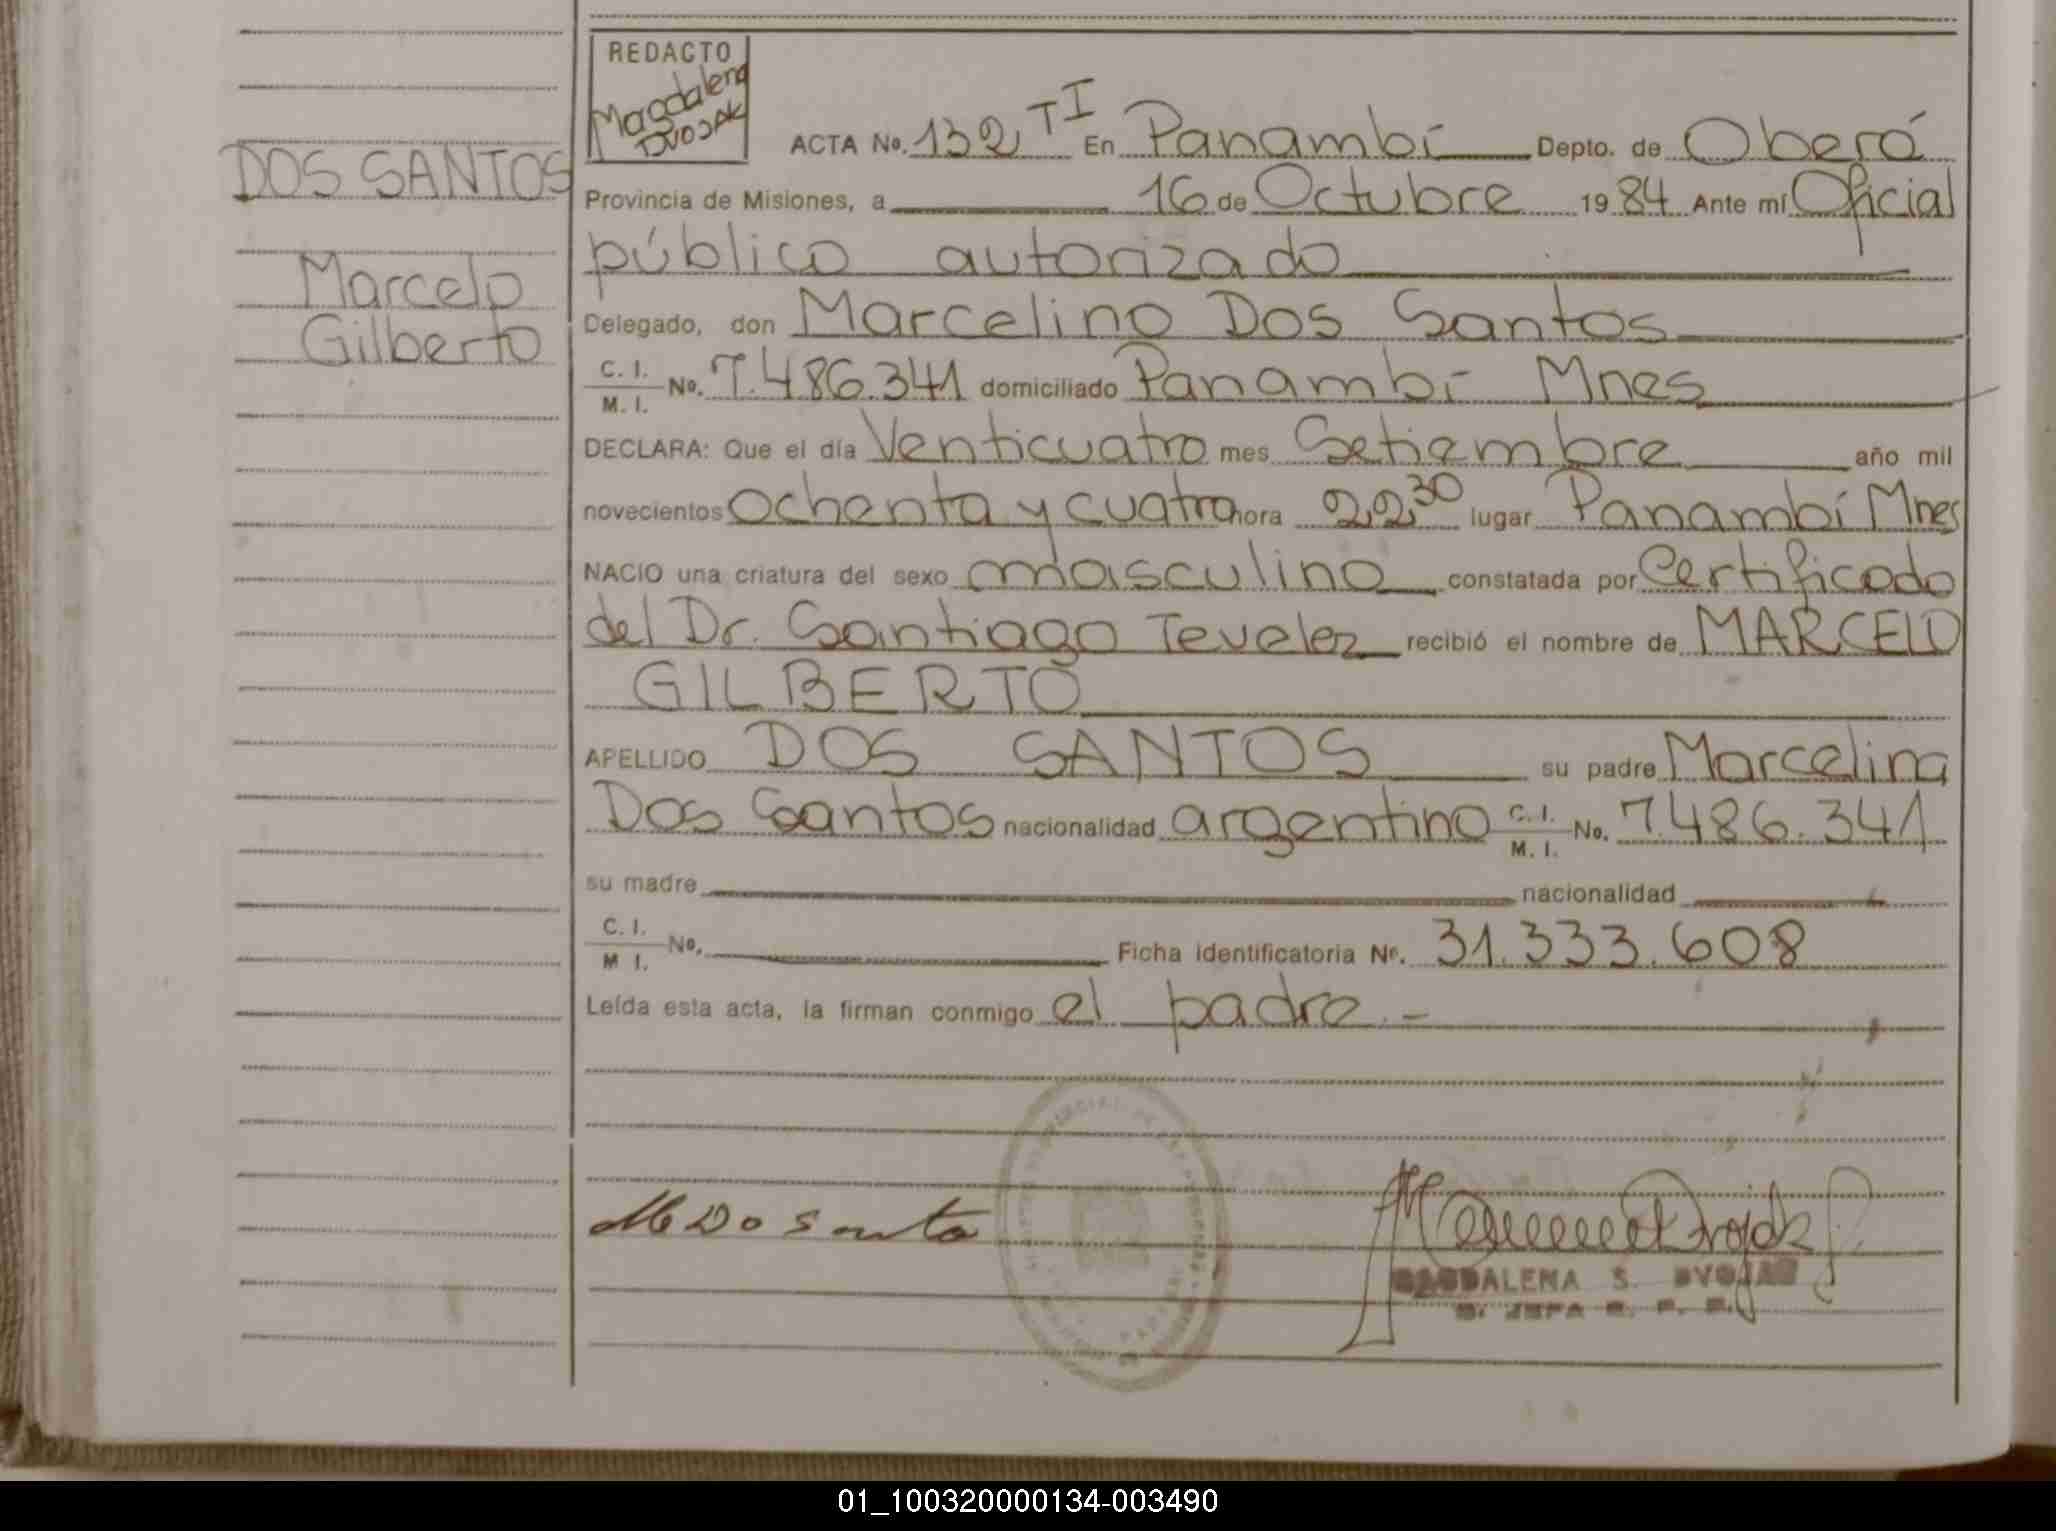 REDACTO
Magdalena
DVOJAK
ACTA No. 132 TI En Panambí Depto. de Oberá
DOS SANTOS
Provincia de Misiones, a 16 de Octubre 1984 Ante mí Oficial
público autorizado
Marcelo
Gilberto
Delegado, don Marcelino Dos Santos
C. I. / M. I. No. 7.486.341 domiciliado Panambí Mnes
DECLARA: Que el día Venticuatro mes Setiembre año mil
novecientos ochenta y cuatro hora 22,30 lugar Panambí Mnes
NACIO una criatura del sexo masculino constatada por Certificado
del Dr. Santiago Tevelez recibió el nombre de MARCELO
GILBERTO
APELLIDO DOS SANTOS su padre Marcelino
Dos Santos nacionalidad argentino C. I. / M. I. No. 7.486.341
su madre nacionalidad
C. I. / M I. No. Ficha identificatoria Nº. 31.333.608
Leída esta acta, la firman conmigo el padre.-
M Do santo
MAGDALENA S. DVOJAK
01_100320000134-003490